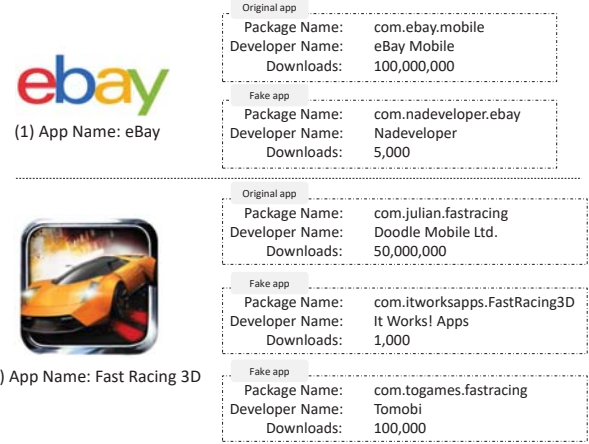 Original app
Package Name: com.ebay.mobile
Developer Name: eBay Mobile
Downloads: 100,000,000
ebay
(1) App Name: eBay
Fake app
Package Name: com.nadeveloper.ebay
Developer Name: Nadeveloper
Downloads: 5,000
Original app
Package Name: com.julian.fastracing
Developer Name: Doodle Mobile Ltd.
Downloads: 50,000,000
Fake app
Package Name: com.itworksapps.FastRacing3D
Developer Name: It Works! Apps
Downloads: 1,000
) App Name: Fast Racing 3D
Fake app
Package Name: com.togames.fastracing
Developer Name: Tomobi
Downloads: 100,000